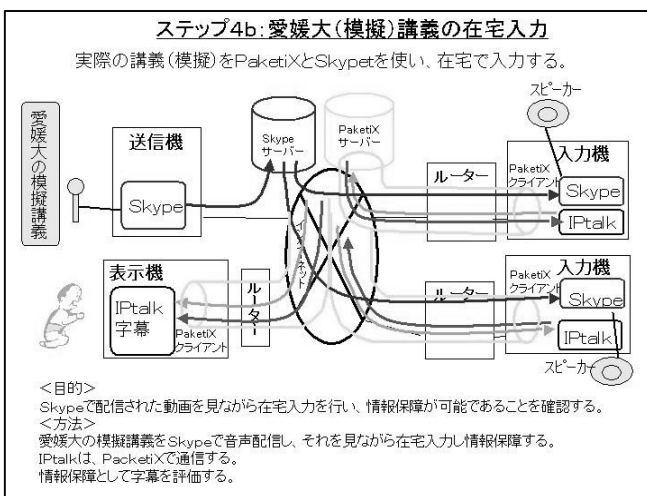 ステップ4b:愛媛大(模擬)講義の在宅入力
実際の講義(模擬)をPaketiXとSkypetを使い、在宅で入力する。
愛媛大の模擬講義
送信機
Skype
Skype
サーバー
PaketiX
サーバー
スピーカー
ルーター
入力機
PaketiX
クライアント
Skype
IPtalk
インターネット
表示機
IPtalk
字幕
PaketiX
クライアント
ルーター
ルーター
入力機
PaketiX
クライアント
Skype
IPtalk
スピーカー
<目的>
Skypeで配信された動画を見ながら在宅入力を行い、情報保障が可能であることを確認する。
<方法>
愛媛大の模擬講義をSkypeで音声配信し、それを見ながら在宅入力し情報保障する。
IPtalkは、PacketiXで通信する。
情報保障として字幕を評価する。